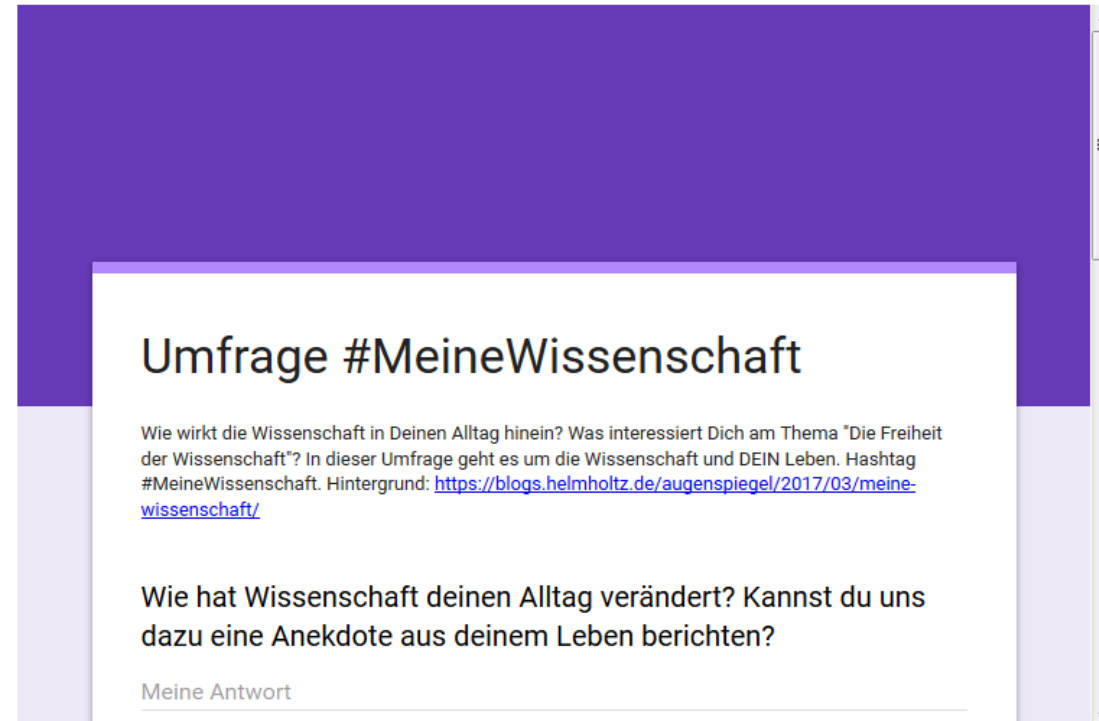 Umfrage #MeineWissenschaft
Wie wirkt die Wissenschaft in Deinen Alltag hinein? Was interessiert Dich am Thema "Die Freiheit
der Wissenschaft"? In dieser Umfrage geht es um die Wissenschaft und DEIN Leben. Hashtag
#MeineWissenschaft. Hintergrund: https://blogs.helmholtz.de/augenspiegel/2017/03/meine-
wissenschaft/
Wie hat Wissenschaft deinen Alltag verändert? Kannst du uns
dazu eine Anekdote aus deinem Leben berichten?
Meine Antwort